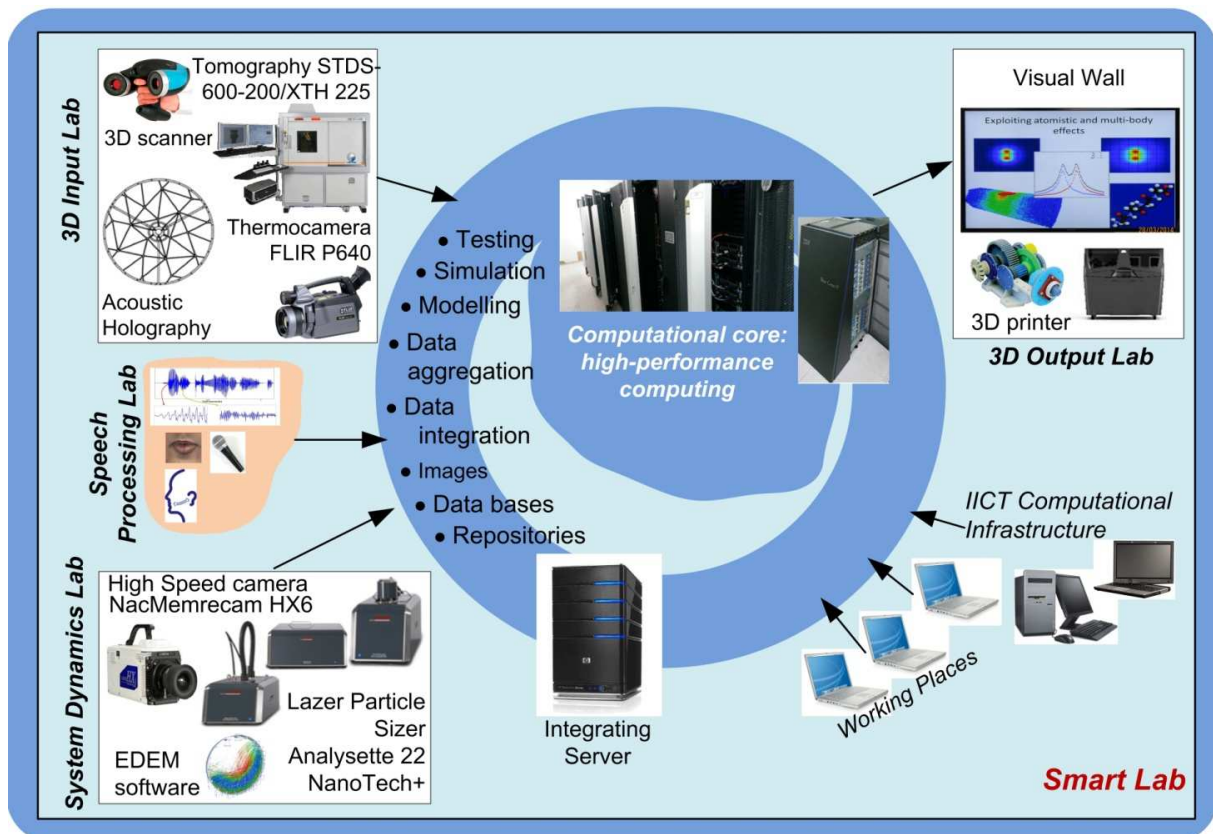 3D Input Lab
Tomography STDS-
600-200/XTH 225
3D scanner
Thermocamera
FLIR P640
Acoustic
Holography
Speech
Processing Lab
System Dynamics Lab
High Speed camera
NacMemrecam HX6
Lazer Particle
Sizer
Analysette 22
NanoTech+
EDEM
software
● Testing
● Simulation
● Modelling
● Data
aggregation
● Data
integration
● Images
● Data bases
● Repositories
Computational core:
high-performance
computing
Integrating
Server
Visual Wall
Exploiting atomistic and multi-body
effects
3D printer
3D Output Lab
IICT Computational
Infrastructure
Working Places
Smart Lab